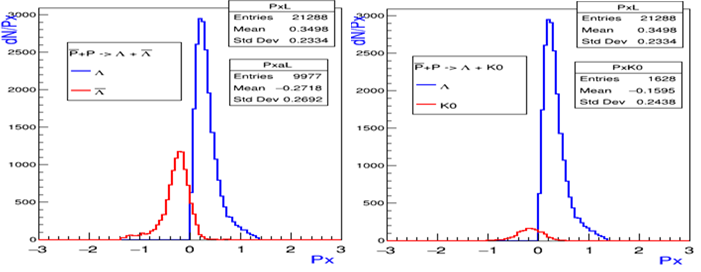 dN/Px
3000
2500
2000
1500
1000
500
0
−3 −2 −1 0 1 2 3
Px
P̅+P -> Λ + Λ̅
Λ
Λ̅
PxL
Entries 21288
Mean 0.3498
Std Dev 0.2334
PxaL
Entries 9977
Mean −0.2718
Std Dev 0.2692
dN/Px
3000
2500
2000
1500
1000
500
0
−3 −2 −1 0 1 2 3
Px
P̅+P -> Λ + K0
Λ
K0
PxL
Entries 21288
Mean 0.3498
Std Dev 0.2334
PxK0
Entries 1628
Mean −0.1595
Std Dev 0.2438